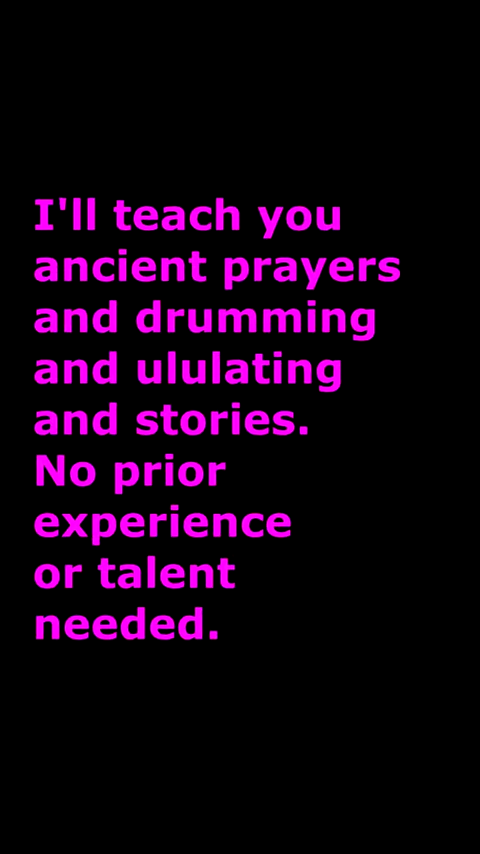 I'll teach you
ancient prayers
and drumming
and ululating
and stories.
No prior
experience
or talent
needed.